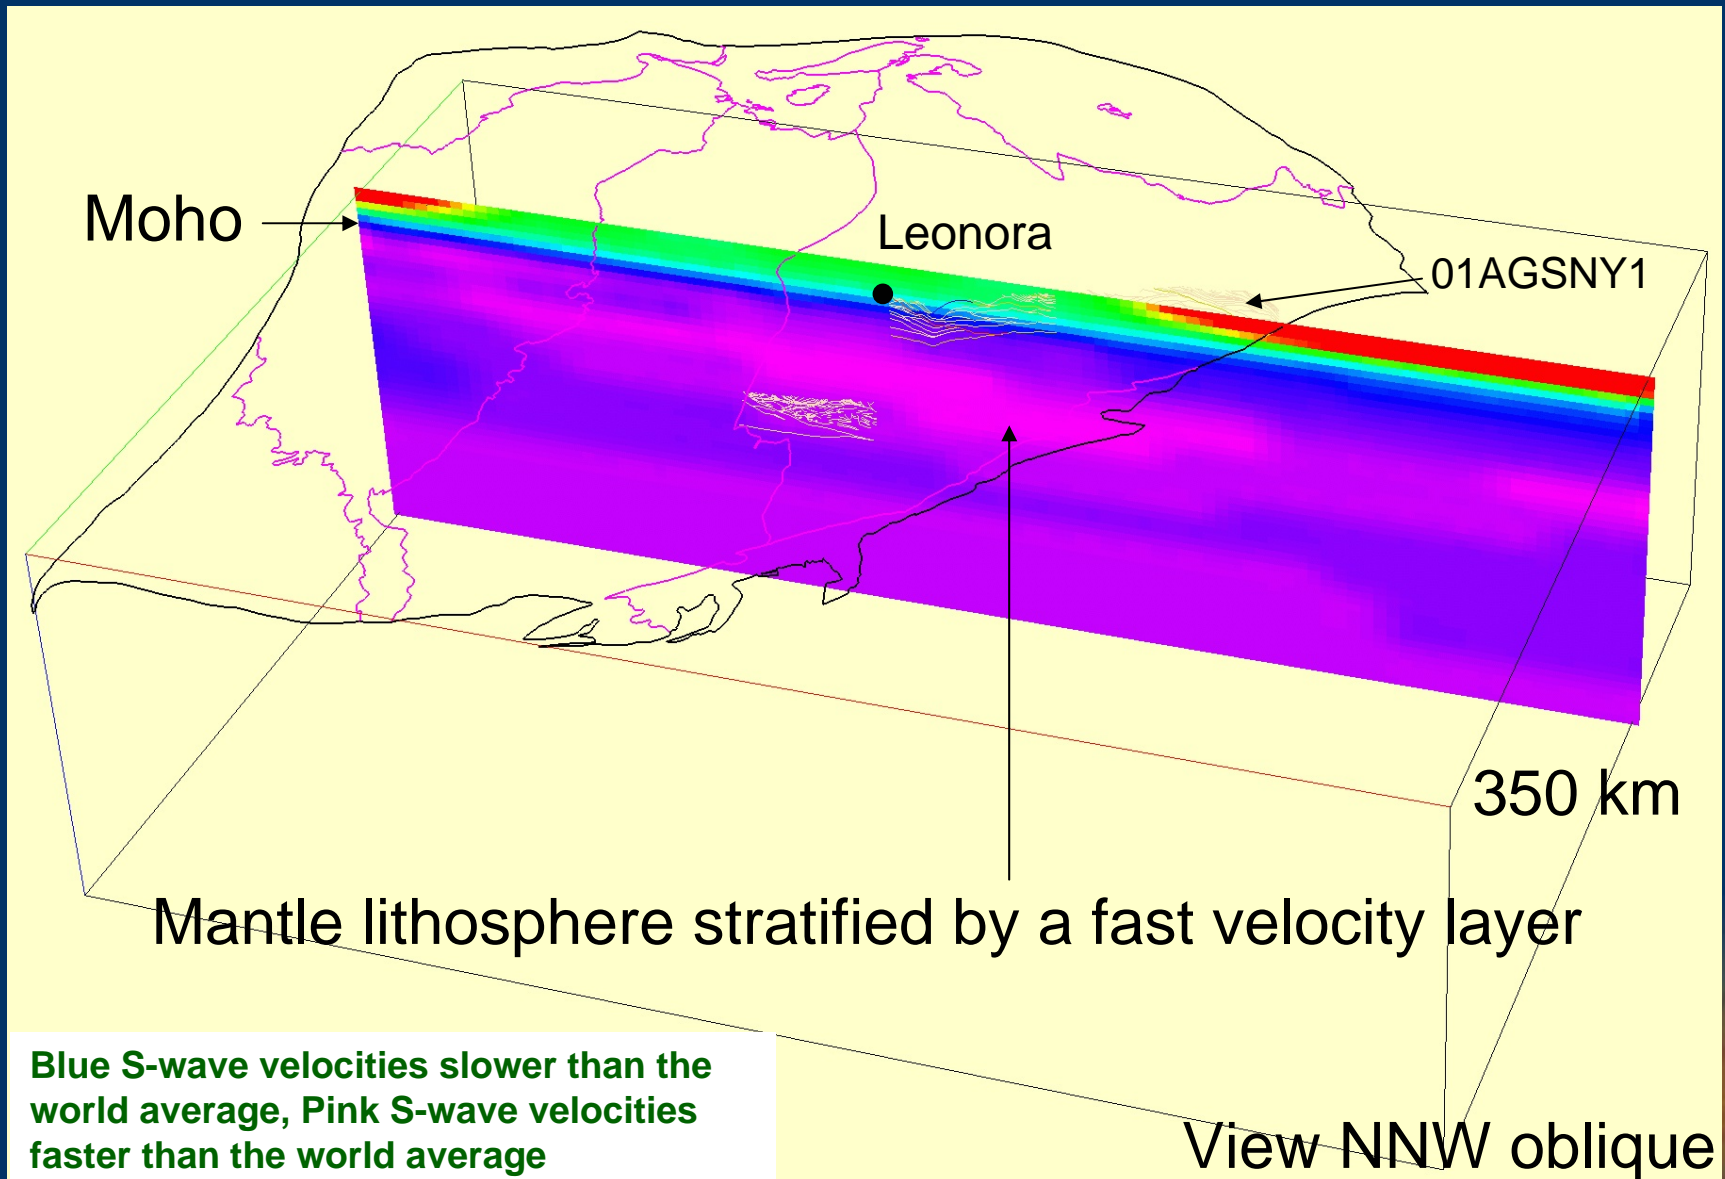 Moho
Leonora
01AGSNY1
350 km
Mantle lithosphere stratified by a fast velocity layer
Blue S-wave velocities slower than the
world average, Pink S-wave velocities
faster than the world average
View NNW oblique